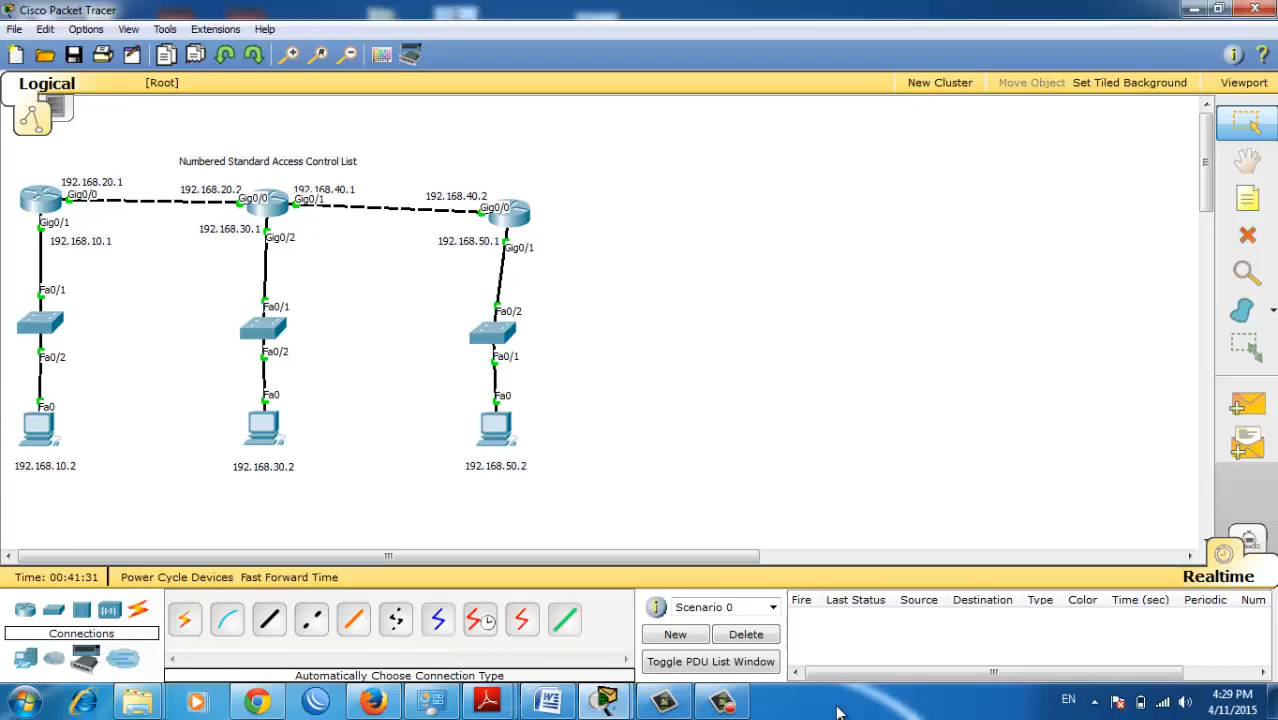 Cisco Packet Tracer
File Edit Options View Tools Extensions Help
Logical [Root] New Cluster Move Object Set Tiled Background Viewport
Numbered Standard Access Control List
192.168.20.1 192.168.20.2 192.168.40.1 192.168.40.2
Gig0/0 Gig0/0 Gig0/1 Gig0/0
Gig0/1 192.168.30.1 Gig0/2 192.168.50.1 Gig0/1
192.168.10.1
Fa0/1 Fa0/1 Fa0/2
Fa0/2 Fa0/2 Fa0/1
Fa0 Fa0 Fa0
192.168.10.2 192.168.30.2 192.168.50.2
Time: 00:41:31 Power Cycle Devices Fast Forward Time Realtime
Scenario 0 Fire Last Status Source Destination Type Color Time (sec) Periodic Num
Connections New Delete
Toggle PDU List Window
Automatically Choose Connection Type
EN 4:29 PM
4/11/2015